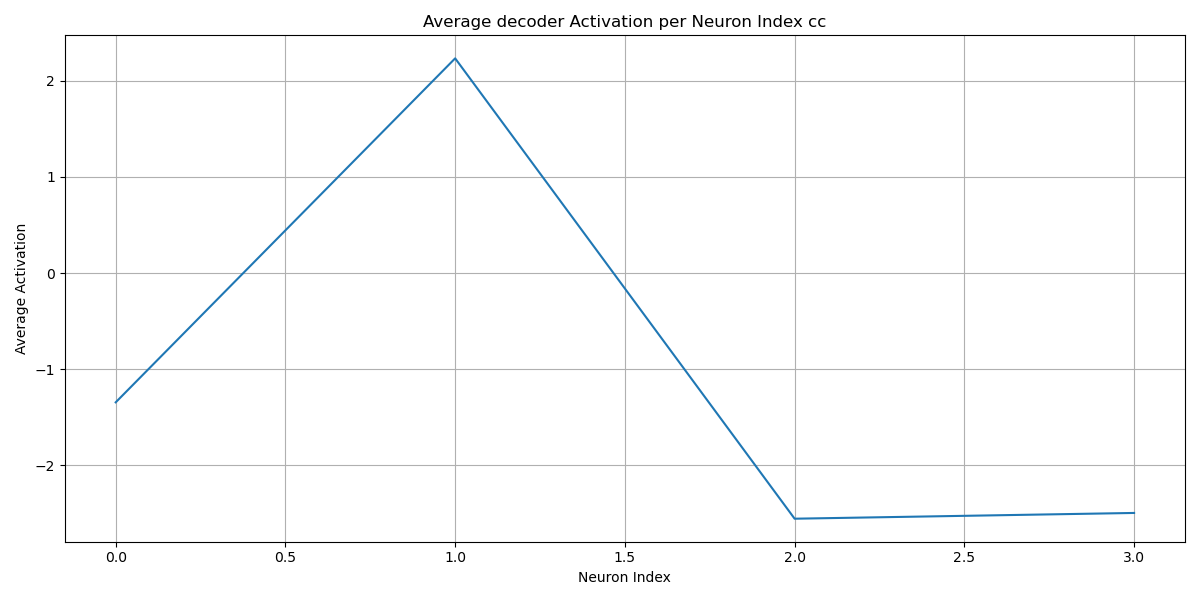 Average decoder Activation per Neuron Index cc
Average Activation
2
1
0
−1
−2
0.0 0.5 1.0 1.5 2.0 2.5 3.0
Neuron Index